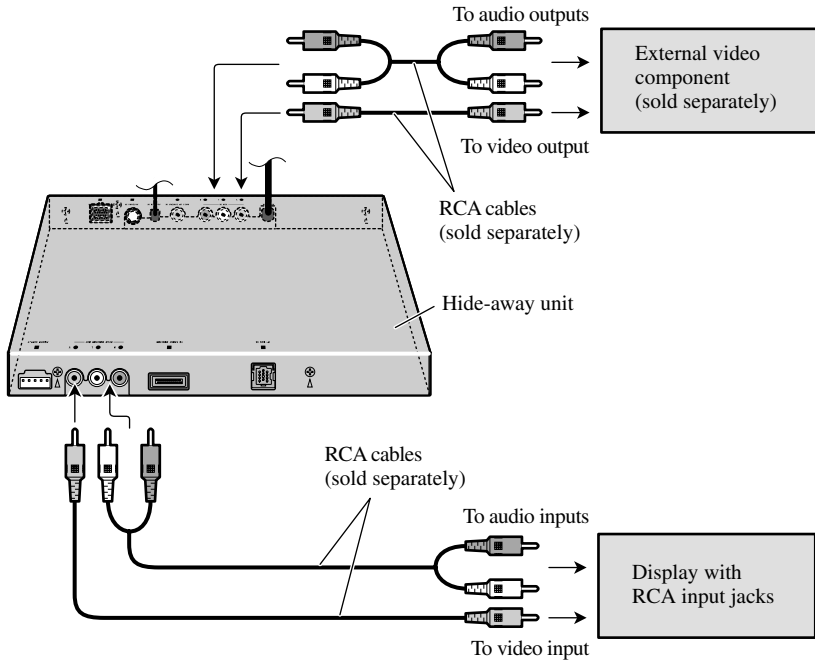 To audio outputs
External video
component
(sold separately)
To video output
RCA cables
(sold separately)
Hide-away unit
RCA cables
(sold separately)
To audio inputs
Display with
RCA input jacks
To video input